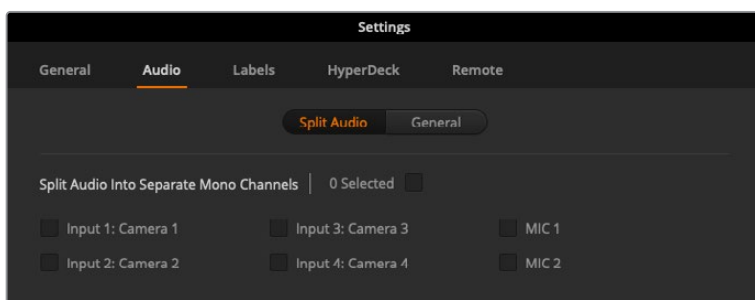 Settings
General Audio Labels HyperDeck Remote
Split Audio General
Split Audio Into Separate Mono Channels 0 Selected
Input 1: Camera 1 Input 3: Camera 3 MIC 1
Input 2: Camera 2 Input 4: Camera 4 MIC 2